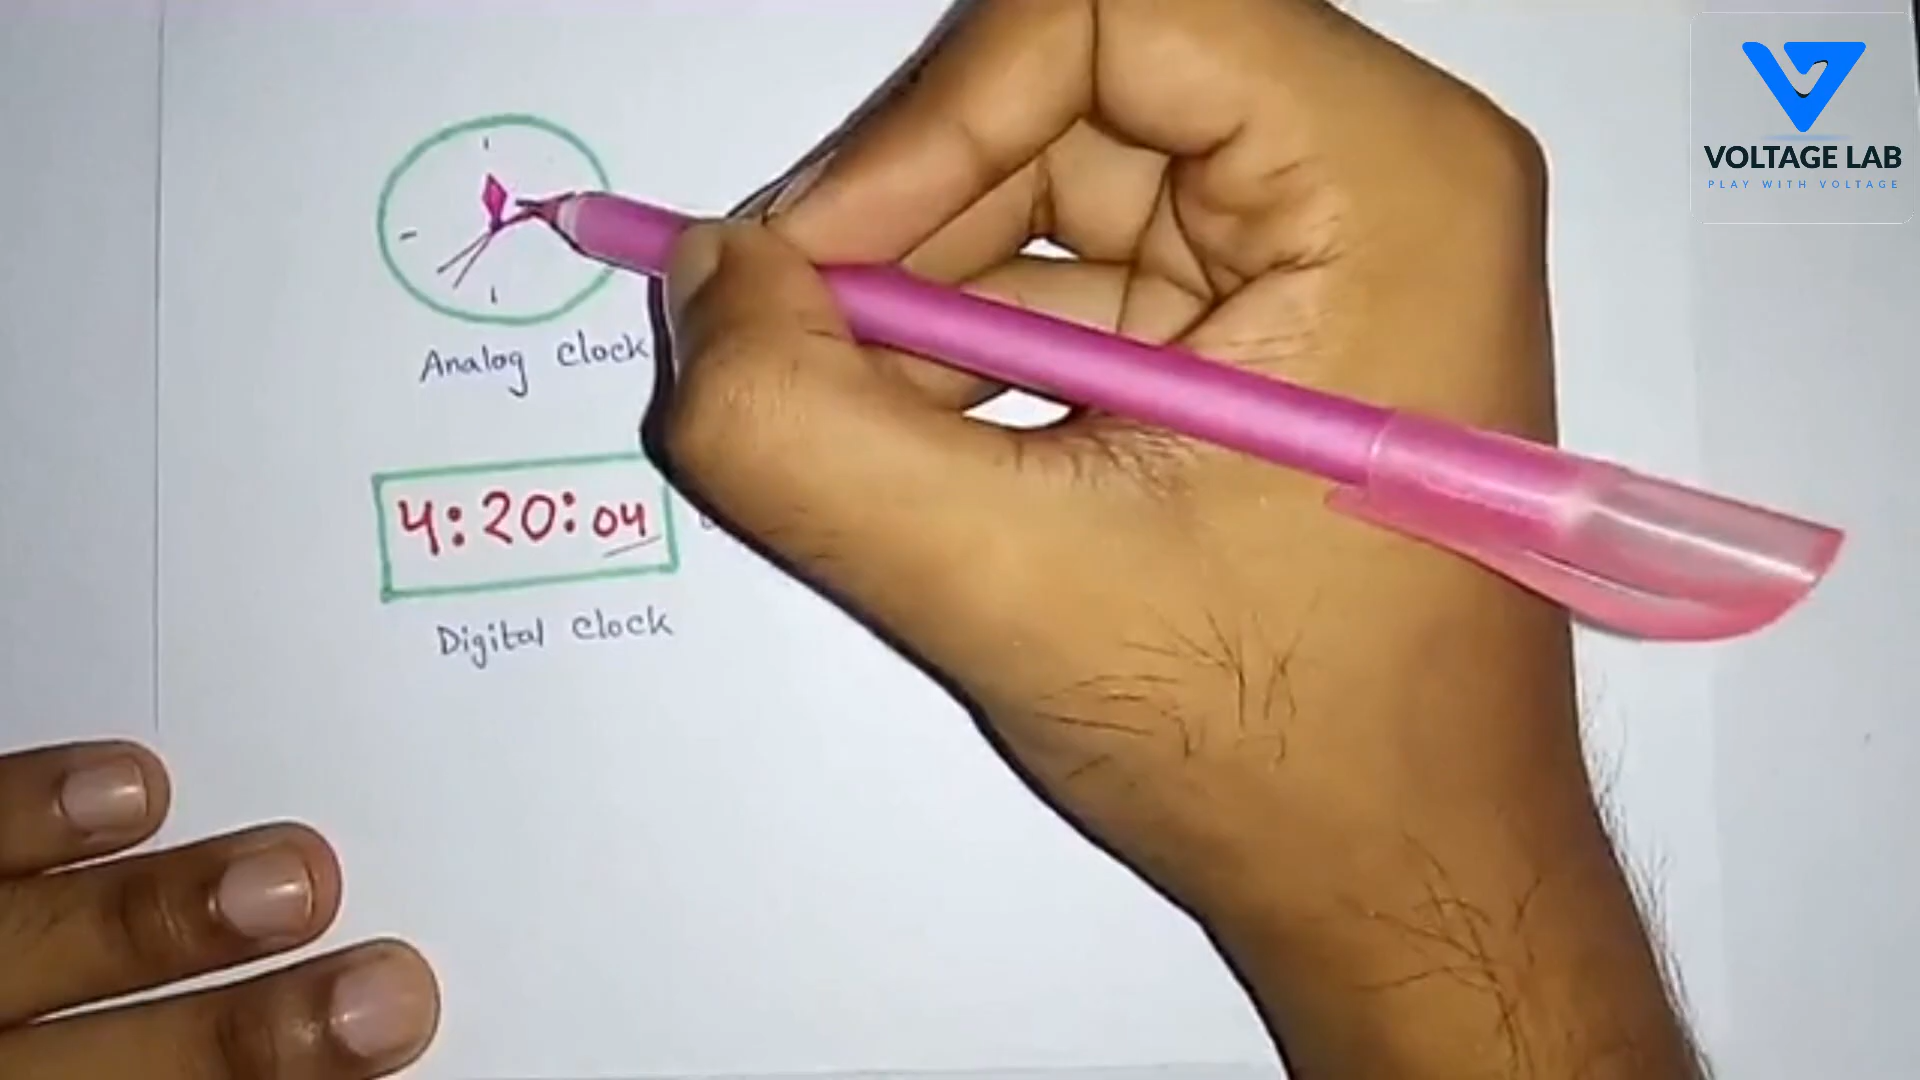 Analog Clock
4:20:04
Digital Clock
VOLTAGE LAB
PLAY WITH VOLTAGE